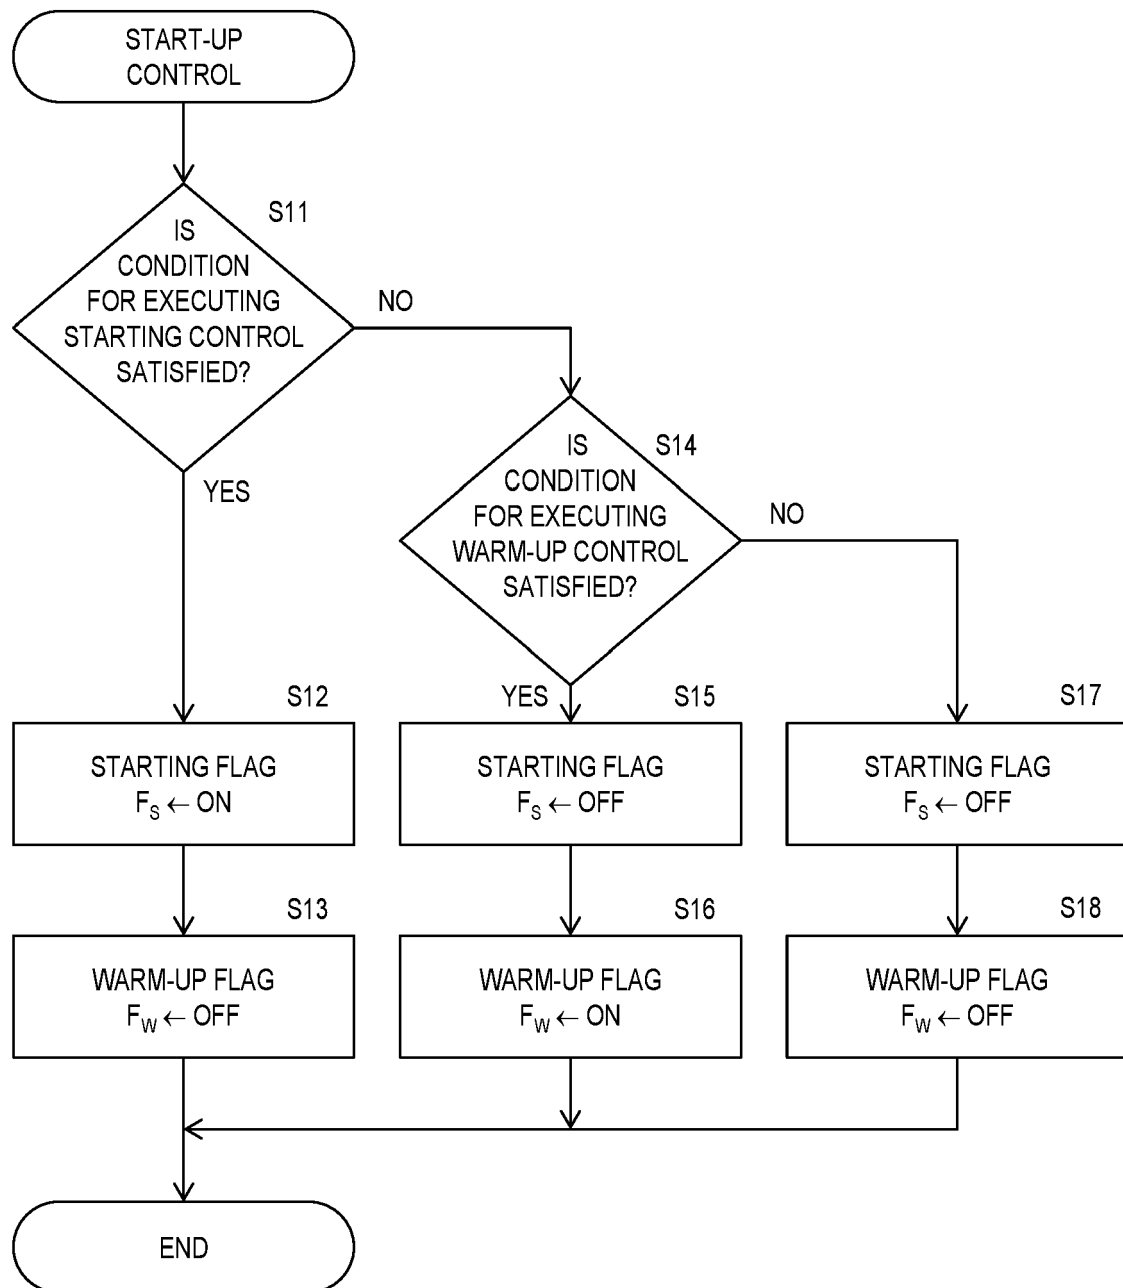 START-UP
CONTROL
S11
IS
CONDITION
FOR EXECUTING
STARTING CONTROL
SATISFIED?
NO
YES
S14
IS
CONDITION
FOR EXECUTING
WARM-UP CONTROL
SATISFIED?
NO
YES
S12
STARTING FLAG
F_S ← ON
S15
STARTING FLAG
F_S ← OFF
S17
STARTING FLAG
F_S ← OFF
S13
WARM-UP FLAG
F_W ← OFF
S16
WARM-UP FLAG
F_W ← ON
S18
WARM-UP FLAG
F_W ← OFF
END